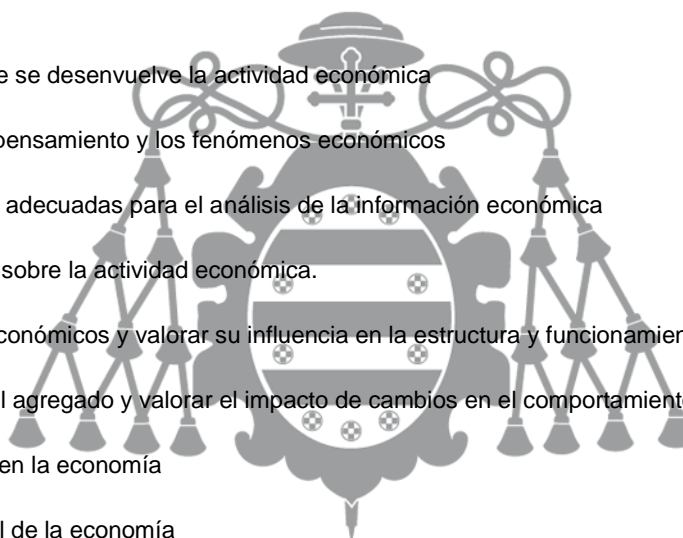 e se desenvuelve la actividad económica
pensamiento y los fenómenos económicos
adecuadas para el análisis de la información económica
sobre la actividad económica.
conómicos y valorar su influencia en la estructura y funcionamien
l agregado y valorar el impacto de cambios en el comportamiento
en la economía
l de la economía